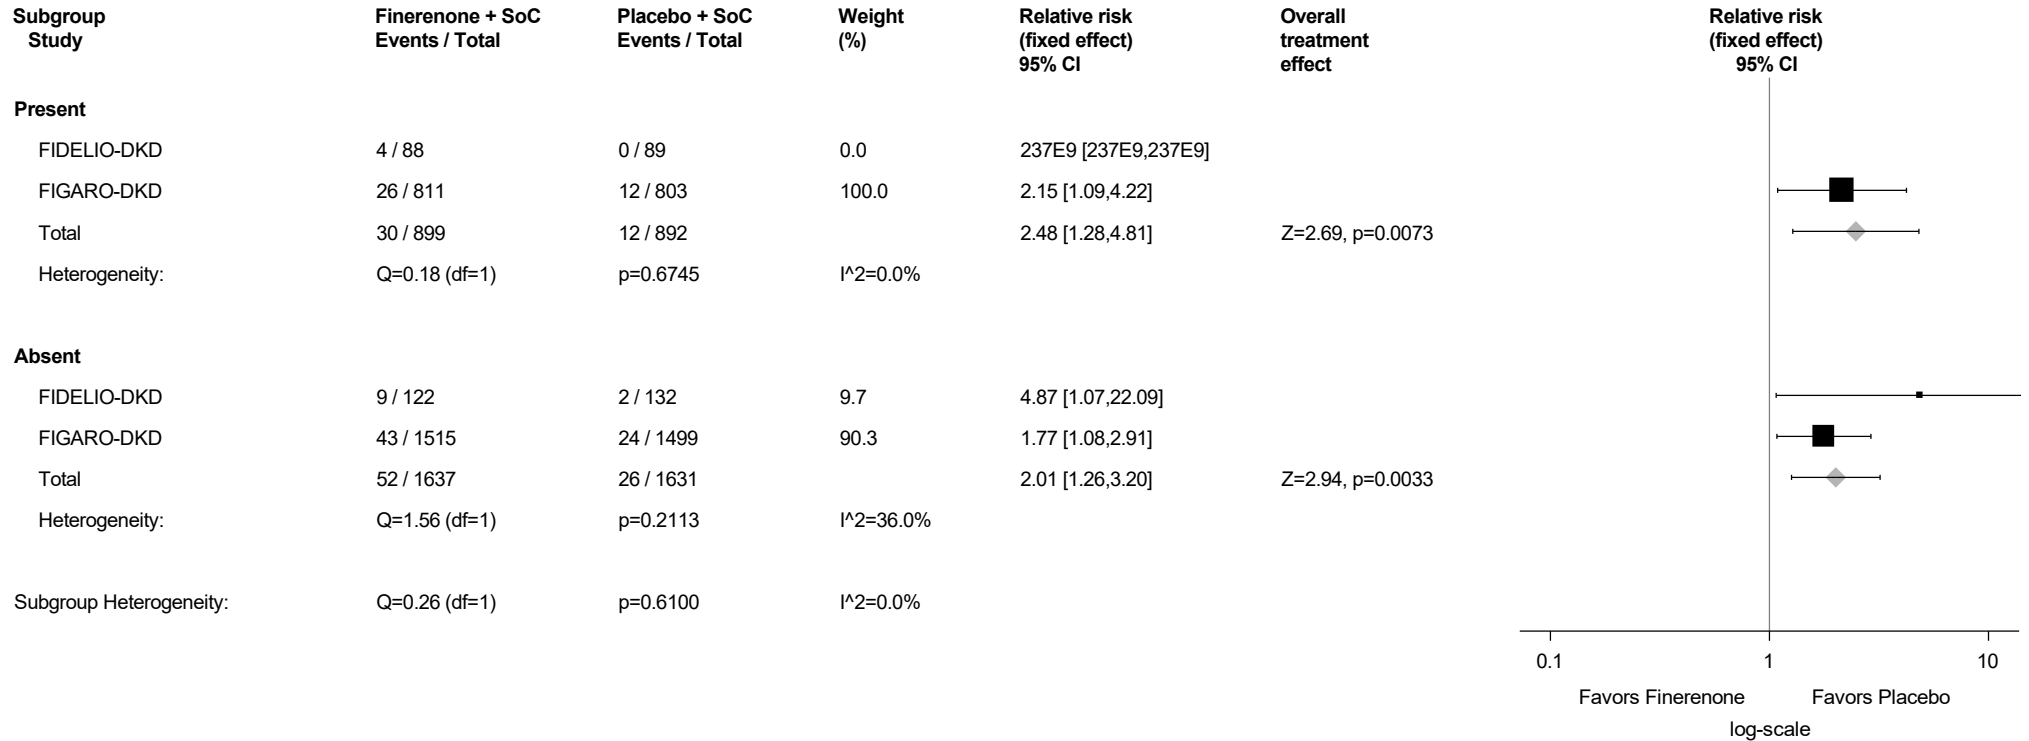 Subgroup Finerenone + SoC Placebo + SoC Weight Relative risk Overall Relative risk
Study Events / Total Events / Total (%) (fixed effect) treatment (fixed effect)
95% CI effect 95% CI
Present
FIDELIO-DKD 4 / 88 0 / 89 0.0 237E9 [237E9,237E9]
FIGARO-DKD 26 / 811 12 / 803 100.0 2.15 [1.09,4.22]
Total 30 / 899 12 / 892 2.48 [1.28,4.81] Z=2.69, p=0.0073
Heterogeneity: Q=0.18 (df=1) p=0.6745 I^2=0.0%
Absent
FIDELIO-DKD 9 / 122 2 / 132 9.7 4.87 [1.07,22.09]
FIGARO-DKD 43 / 1515 24 / 1499 90.3 1.77 [1.08,2.91]
Total 52 / 1637 26 / 1631 2.01 [1.26,3.20] Z=2.94, p=0.0033
Heterogeneity: Q=1.56 (df=1) p=0.2113 I^2=36.0%
Subgroup Heterogeneity: Q=0.26 (df=1) p=0.6100 I^2=0.0%
0.1 1 10
Favors Finerenone Favors Placebo
log-scale